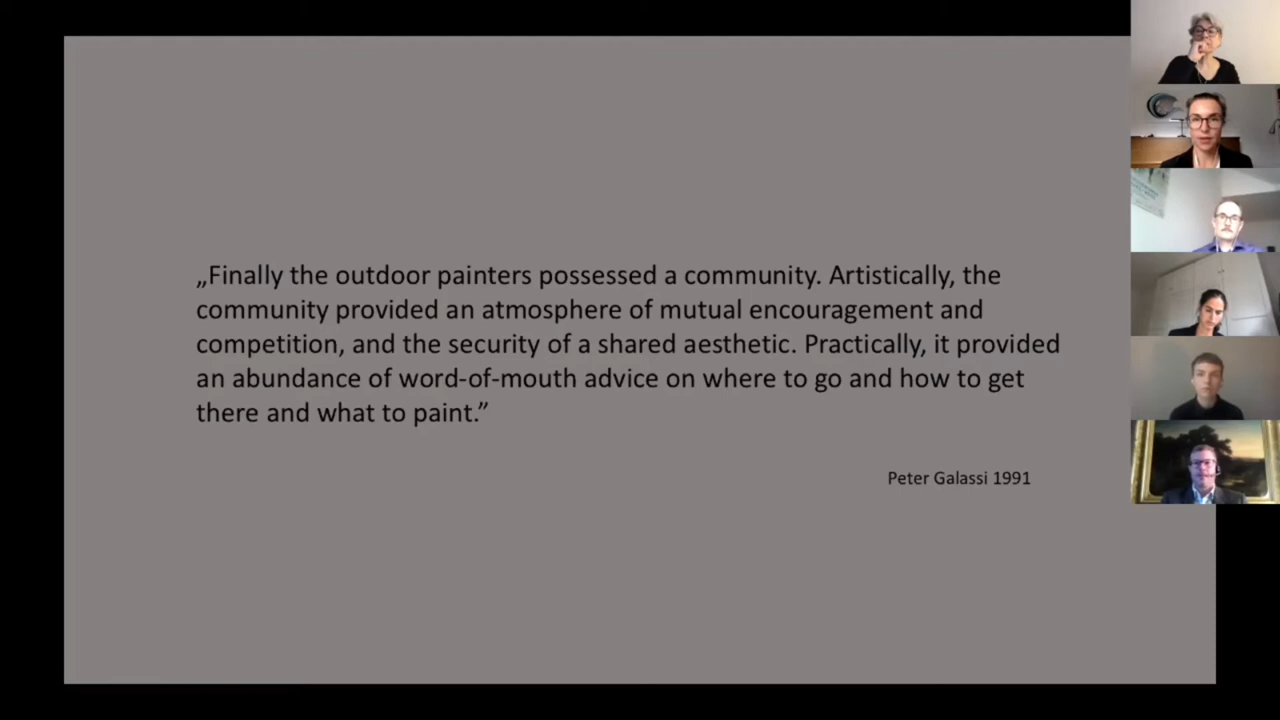 „Finally the outdoor painters possessed a community. Artistically, the
community provided an atmosphere of mutual encouragement and
competition, and the security of a shared aesthetic. Practically, it provided
an abundance of word-of-mouth advice on where to go and how to get
there and what to paint.”
Peter Galassi 1991